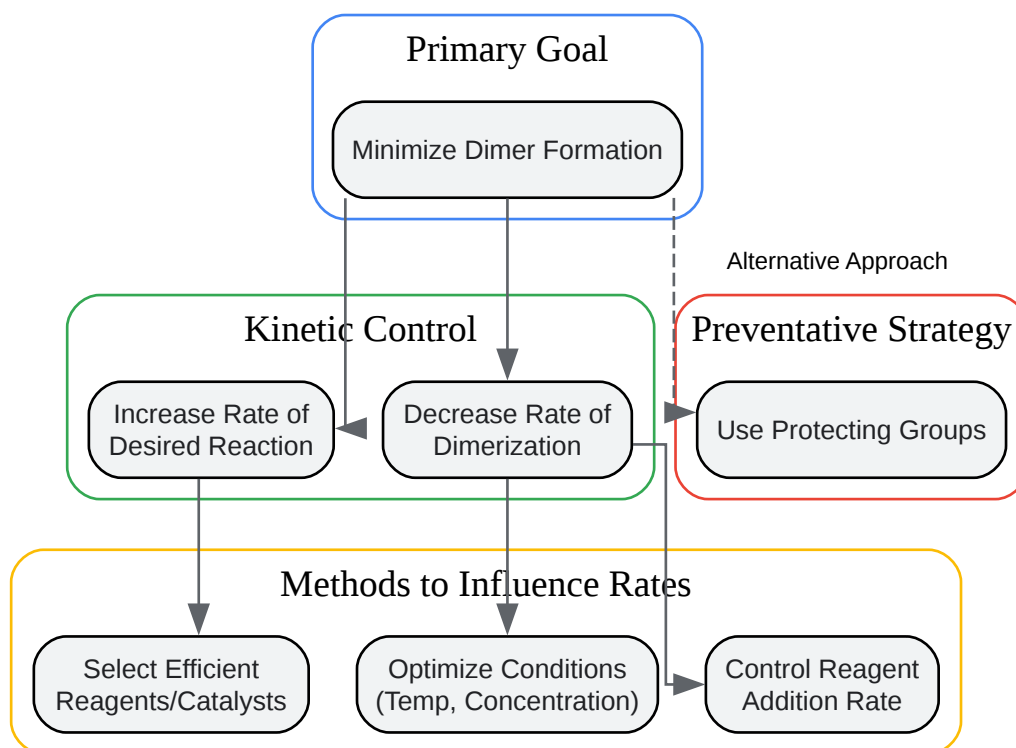 Primary Goal
Minimize Dimer Formation
Alternative Approach
Kinetic Control
Preventative Strategy
Increase Rate of
Desired Reaction
Decrease Rate of
Dimerization
Use Protecting Groups
Methods to Influence Rates
Select Efficient
Reagents/Catalysts
Optimize Conditions
(Temp, Concentration)
Control Reagent
Addition Rate